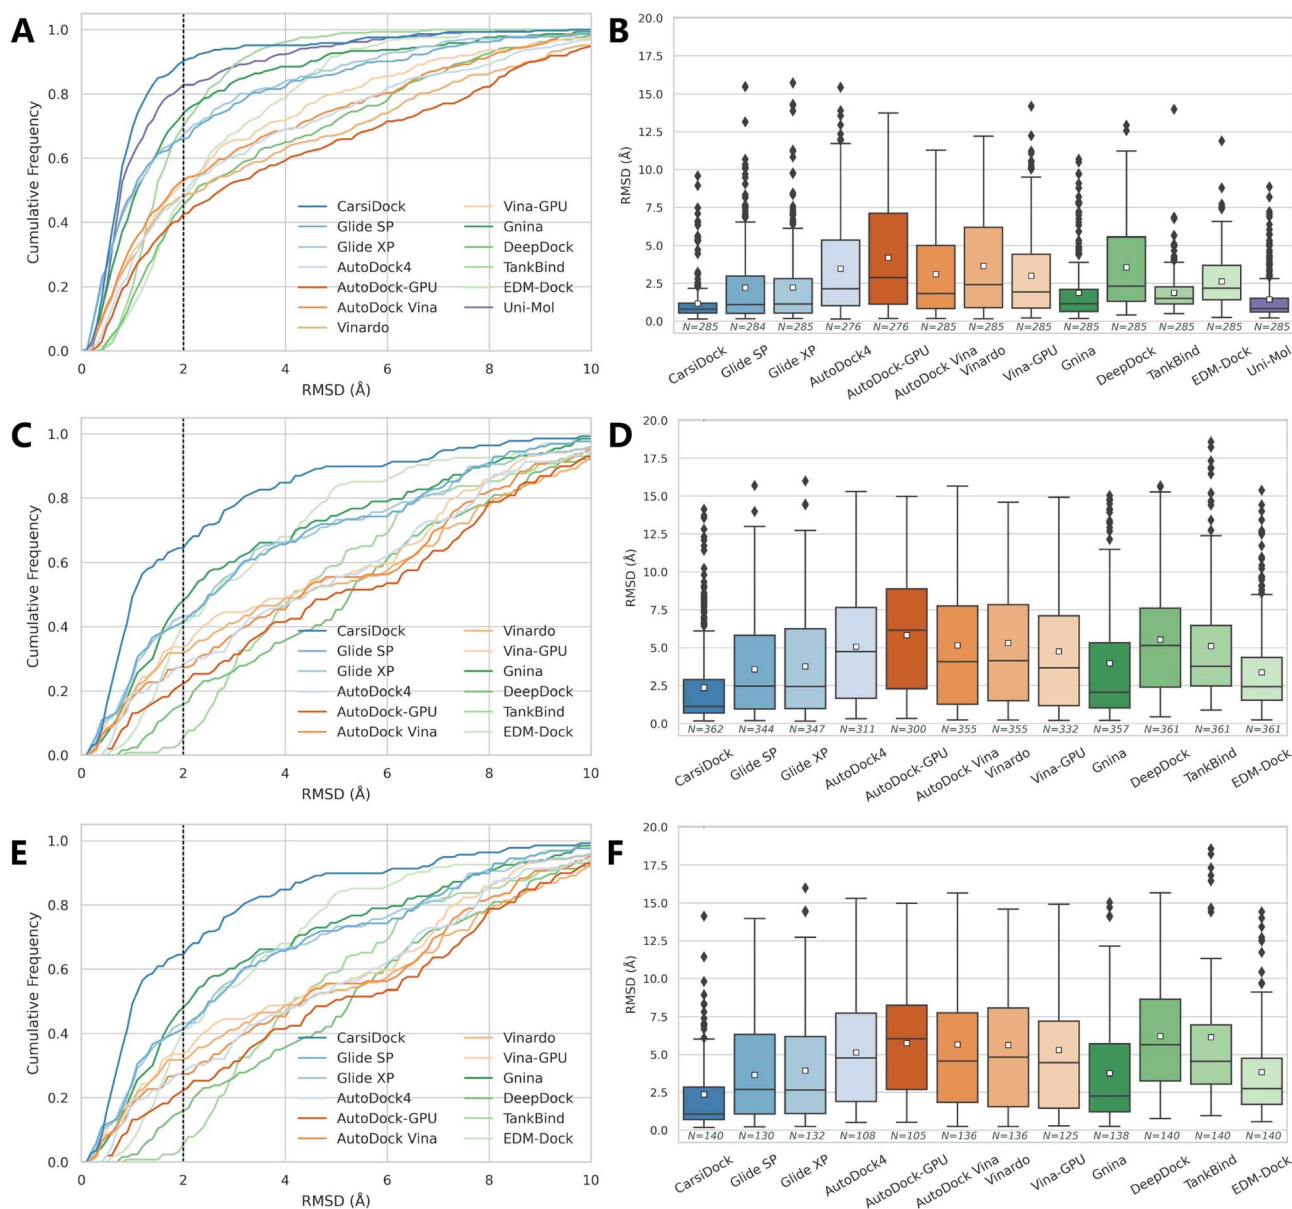 A
1.0
0.8
0.6
0.4
0.2
0.0
Cumulative Frequency
0 2 4 6 8 10
RMSD (Å)
CarsiDock
Glide SP
Glide XP
AutoDock4
AutoDock-GPU
AutoDock Vina
Vinardo
Vina-GPU
Gnina
DeepDock
TankBind
EDM-Dock
Uni-Mol
B
20.0
17.5
15.0
12.5
10.0
7.5
5.0
2.5
0.0
RMSD (Å)
N=285 N=284 N=285 N=276 N=276 N=285 N=285 N=285 N=285 N=285 N=285 N=285 N=285
CarsiDock Glide SP Glide XP AutoDock4 AutoDock-GPU AutoDock Vina Vinardo Vina-GPU Gnina DeepDock TankBind EDM-Dock Uni-Mol
C
1.0
0.8
0.6
0.4
0.2
0.0
Cumulative Frequency
0 2 4 6 8 10
RMSD (Å)
CarsiDock
Glide SP
Glide XP
AutoDock4
AutoDock-GPU
AutoDock Vina
Vinardo
Vina-GPU
Gnina
DeepDock
TankBind
EDM-Dock
D
20.0
17.5
15.0
12.5
10.0
7.5
5.0
2.5
0.0
RMSD (Å)
N=362 N=344 N=347 N=311 N=300 N=355 N=355 N=332 N=357 N=361 N=361 N=361
CarsiDock Glide SP Glide XP AutoDock4 AutoDock-GPU AutoDock Vina Vinardo Vina-GPU Gnina DeepDock TankBind EDM-Dock
E
1.0
0.8
0.6
0.4
0.2
0.0
Cumulative Frequency
0 2 4 6 8 10
RMSD (Å)
CarsiDock
Glide SP
Glide XP
AutoDock4
AutoDock-GPU
AutoDock Vina
Vinardo
Vina-GPU
Gnina
DeepDock
TankBind
EDM-Dock
F
20.0
17.5
15.0
12.5
10.0
7.5
5.0
2.5
0.0
RMSD (Å)
N=140 N=130 N=132 N=108 N=105 N=136 N=136 N=125 N=138 N=140 N=140 N=140
CarsiDock Glide SP Glide XP AutoDock4 AutoDock-GPU AutoDock Vina Vinardo Vina-GPU Gnina DeepDock TankBind EDM-Dock